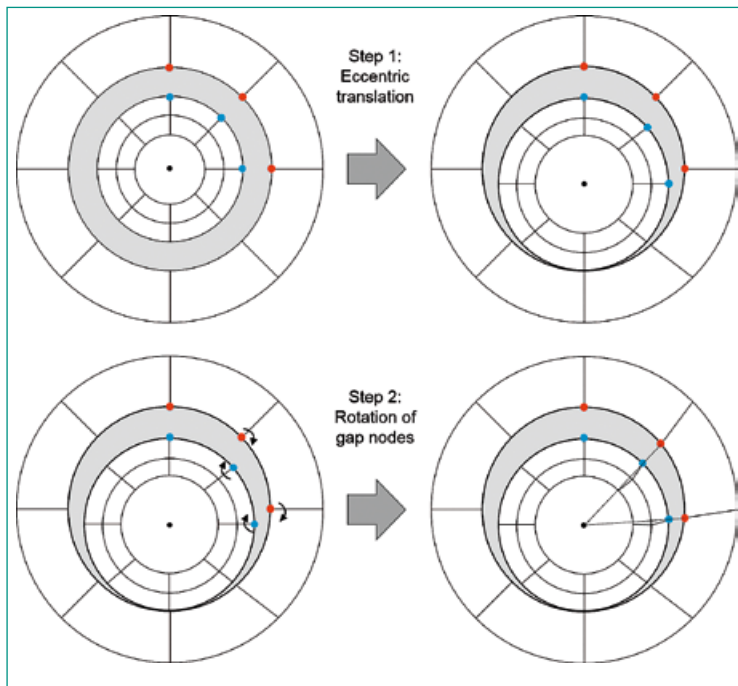 Step 1:
Eccentric
translation
Step 2:
Rotation of
gap nodes